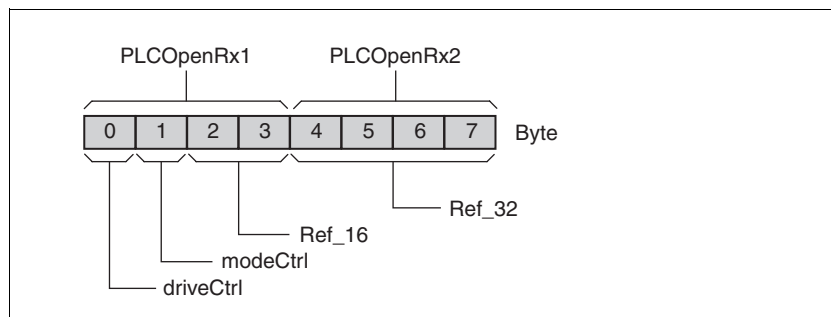 PLCOpenRx1 PLCOpenRx2
0 1 2 3 4 5 6 7 Byte
Ref_32
Ref_16
modeCtrl
driveCtrl